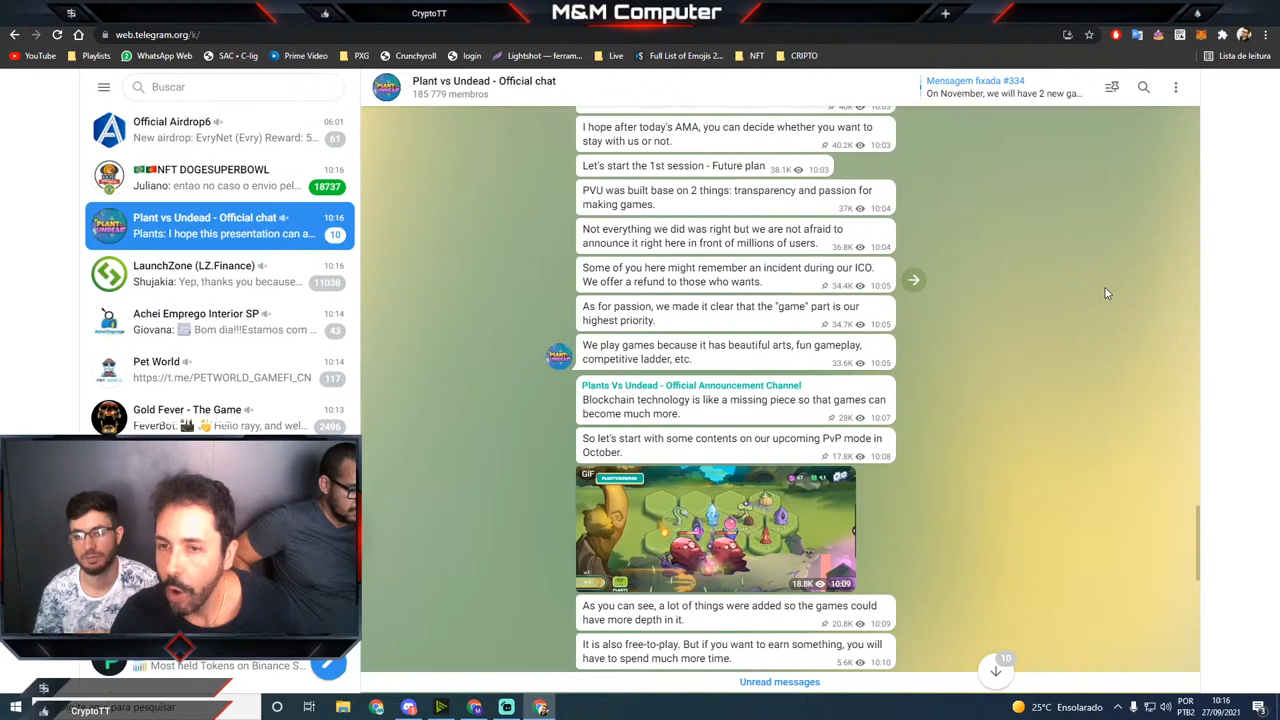 CryptoTT
M&M Computer
CryptoTT
web.telegram.org/k/
YouTube
Playlists
WhatsApp Web
SAC • C-lig
Prime Video
PXG
Crunchyroll
login
Lightshot — ferram...
Full List of Emojis 2...
NFT
CRIPTO
Lista de leitura
Buscar
Official Airdrop6
06:01
New airdrop: EvryNet (Evry) Reward: 5...
61
NFT DOGESUPERBOWL
10:16
Juliano: entao no caso o envio pel...
18737
Plant vs Undead - Official chat
10:16
Plants: I hope this presentation can a...
10
LaunchZone (LZ.Finance)
10:16
Shujakia: Yep, thank you because...
11038
Achei Emprego Interior SP
10:14
Giovana: Bom dia!!!Estamos com ...
43
Pet World
10:14
https://t.me/PETWORLD_GAMEFI_CN
117
Gold Fever - The Game
10:13
FeverBot: Hello rayy, and wel...
2496
Most held Tokens on Binance S
Plant vs Undead - Official chat
185 779 membros
Mensagem fixada #334
On November, we will have 2 new ga...
40K 10:03
I hope after today's AMA, you can decide whether you want
to stay with us or not.
40.2K 10:03
Let's start the 1st session - Future plan
38.1K 10:03
PVU was built base on 2 things: transparency and passion for
making games.
37K 10:04
Not everything we did was right but we are not afraid to
announce it right here in front of millions of users.
36.8K 10:04
Some of you here might remember an incident during our ICO.
We offer a refund to those who wants.
34.4K 10:05
As for passion, we made it clear that the "game" part is our
highest priority.
34.7K 10:05
We play games because it has beautiful arts, fun gameplay,
competitive ladder, etc.
33.6K 10:05
Plants Vs Undead - Official Announcement Channel
Blockchain technology is like a missing piece so that games can
become much more.
28K 10:07
So let's start with some contents on our upcoming PvP mode in
October.
17.8K 10:08
GIF
18.8K 10:09
As you can see, a lot of things were added so the games could
have more depth in it.
20.8K 10:09
It is also free-to-play. But if you want to earn something, you will
have to spend much more time.
5.6K 10:10
10
Unread messages
aqui para pesquisar
CryptoTT
25°C Ensolarado
POR
PTB2
10:16
27/09/2021
2